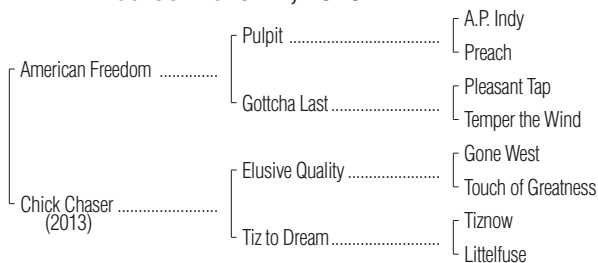 A.P. Indy
Pulpit ........................................
Preach
American Freedom ...............
Pleasant Tap
Gottcha Last .............................
Temper the Wind
Gone West
Elusive Quality .........................
Touch of Greatness
Chick Chaser ..........................
(2013)
Tiznow
Tiz to Dream .............................
Littelfuse